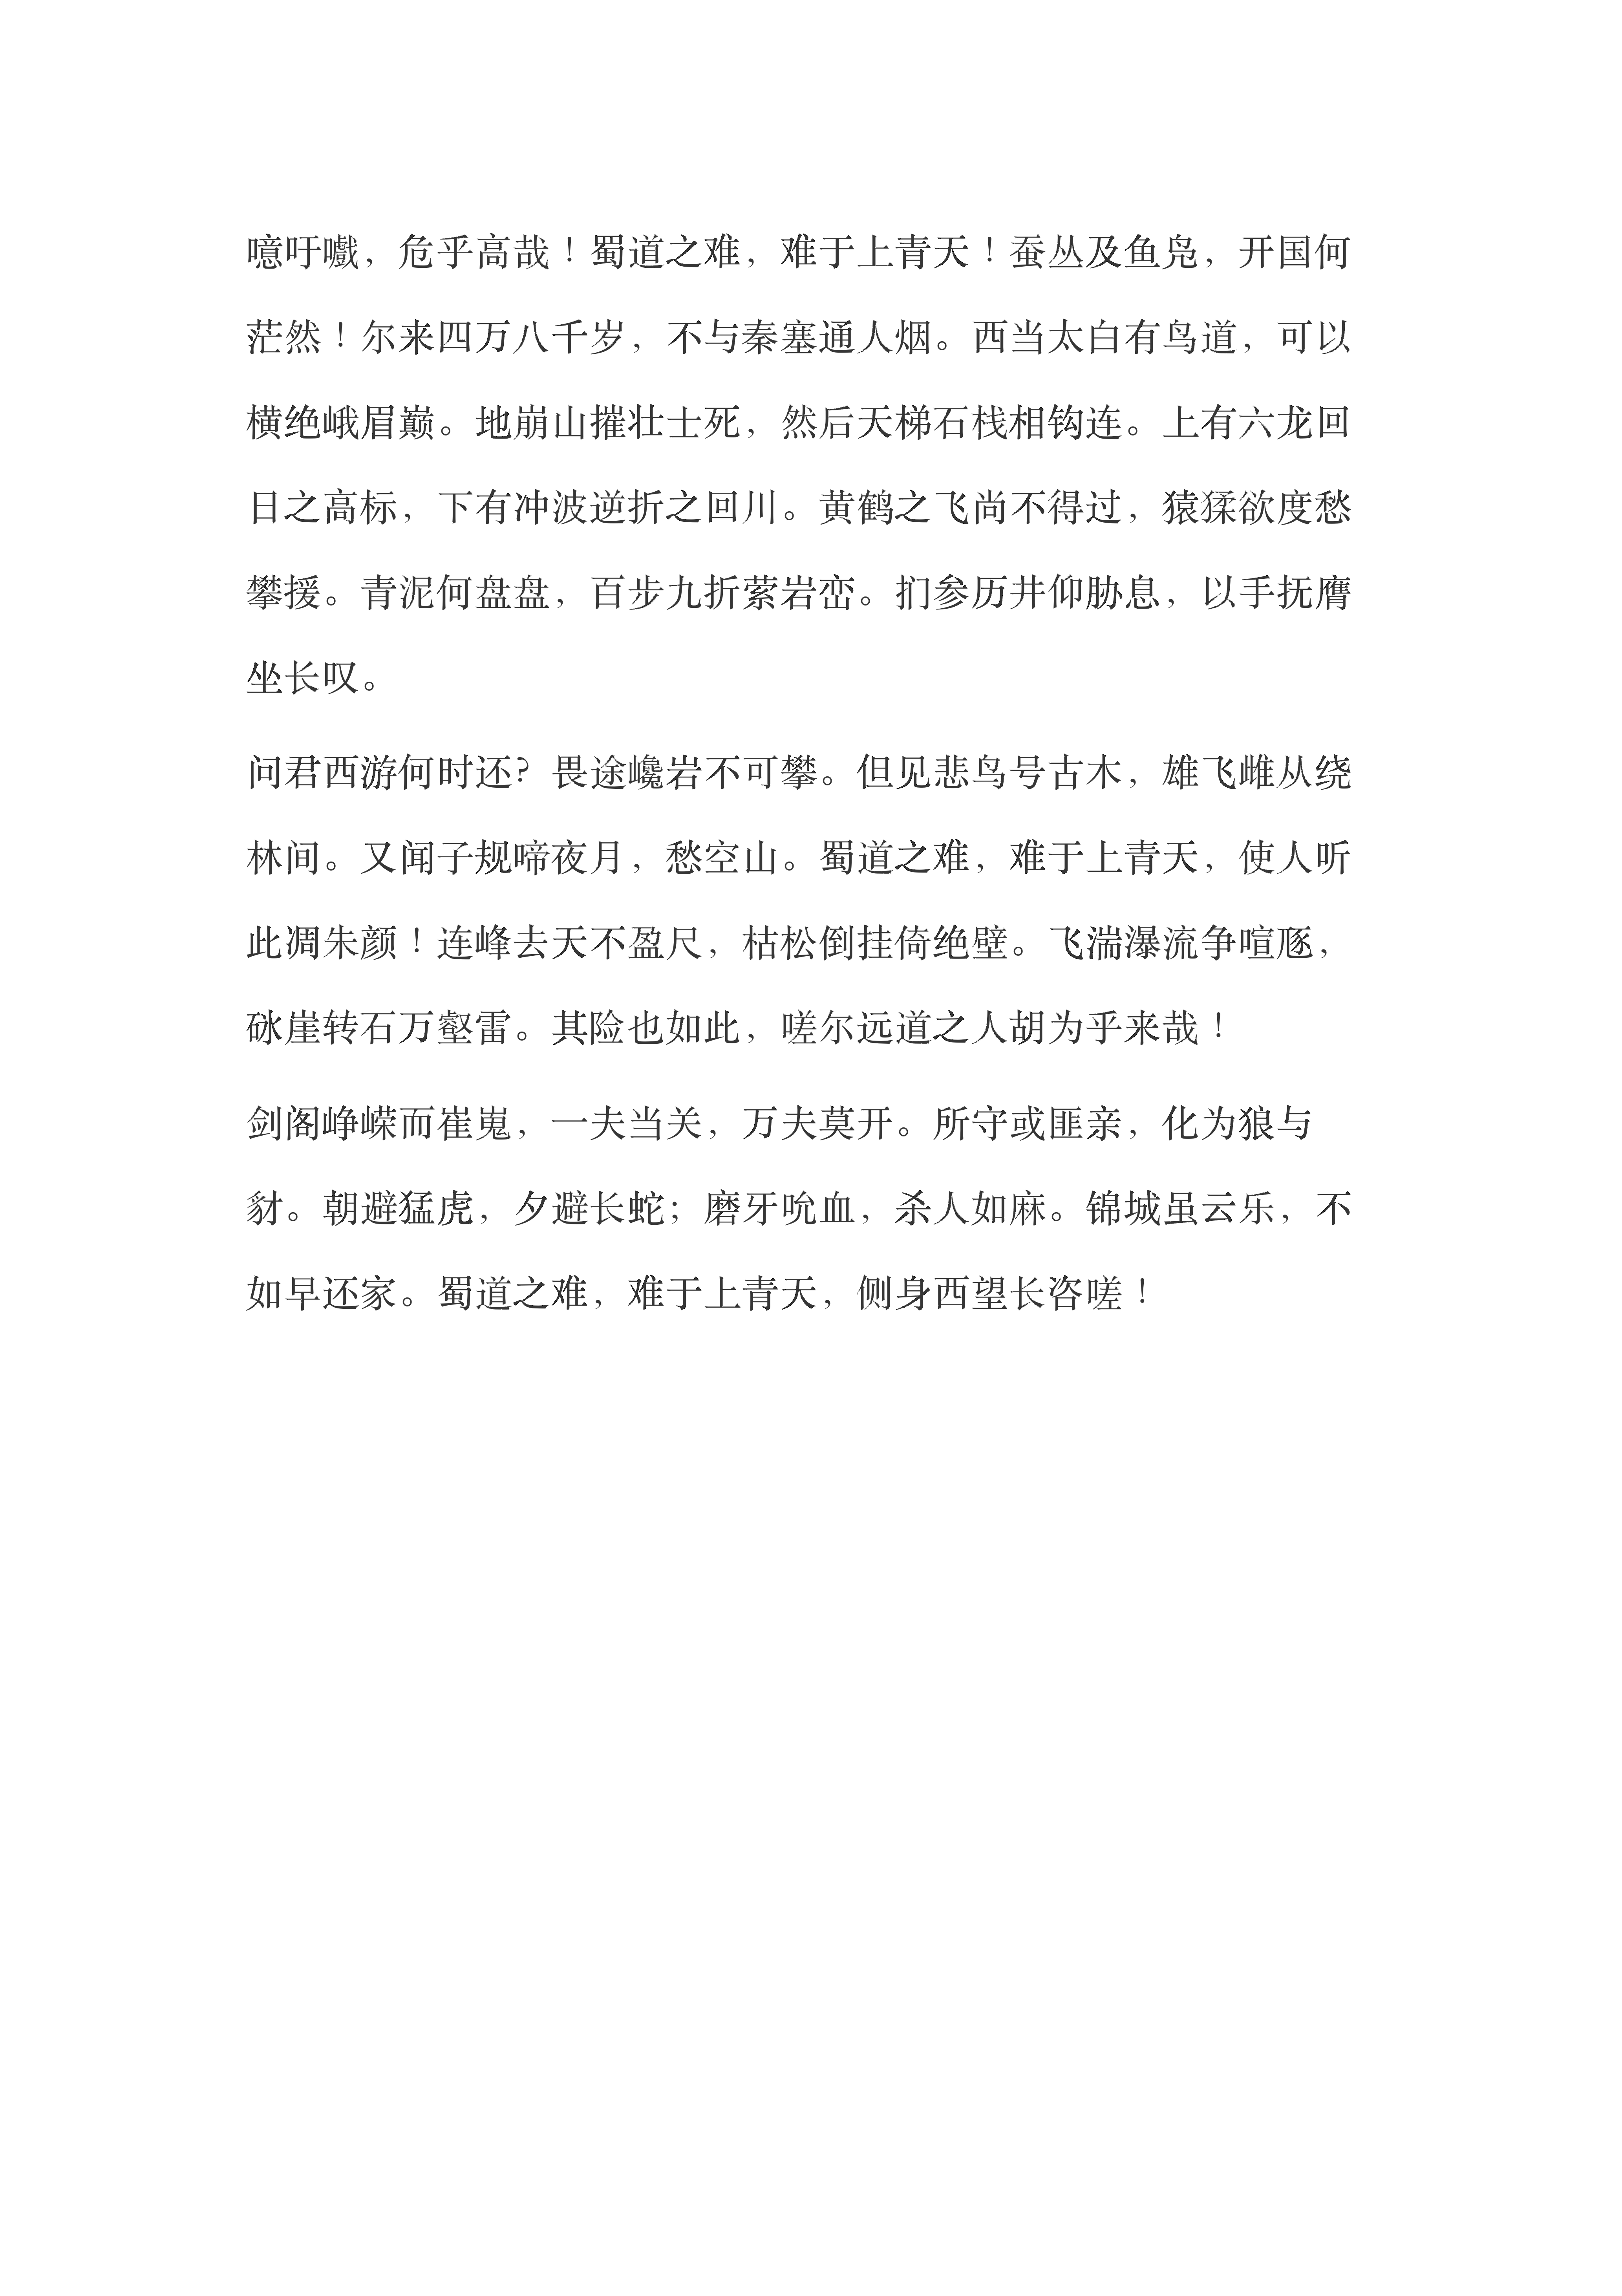 噫吁嚱，危乎高哉！蜀道之难，难于上青天！蚕丛及鱼凫，开国何
茫然！尔来四万八千岁，不与秦塞通人烟。西当太白有鸟道，可以
横绝峨眉巅。地崩山摧壮士死，然后天梯石栈相钩连。上有六龙回
日之高标，下有冲波逆折之回川。黄鹤之飞尚不得过，猿猱欲度愁
攀援。青泥何盘盘，百步九折萦岩峦。扪参历井仰胁息，以手抚膺
坐长叹。
问君西游何时还？畏途巉岩不可攀。但见悲鸟号古木，雄飞雌从绕
林间。又闻子规啼夜月，愁空山。蜀道之难，难于上青天，使人听
此凋朱颜！连峰去天不盈尺，枯松倒挂倚绝壁。飞湍瀑流争喧豗，
砯崖转石万壑雷。其险也如此，嗟尔远道之人胡为乎来哉！
剑阁峥嵘而崔嵬，一夫当关，万夫莫开。所守或匪亲，化为狼与
豺。朝避猛虎，夕避长蛇；磨牙吮血，杀人如麻。锦城虽云乐，不
如早还家。蜀道之难，难于上青天，侧身西望长咨嗟！